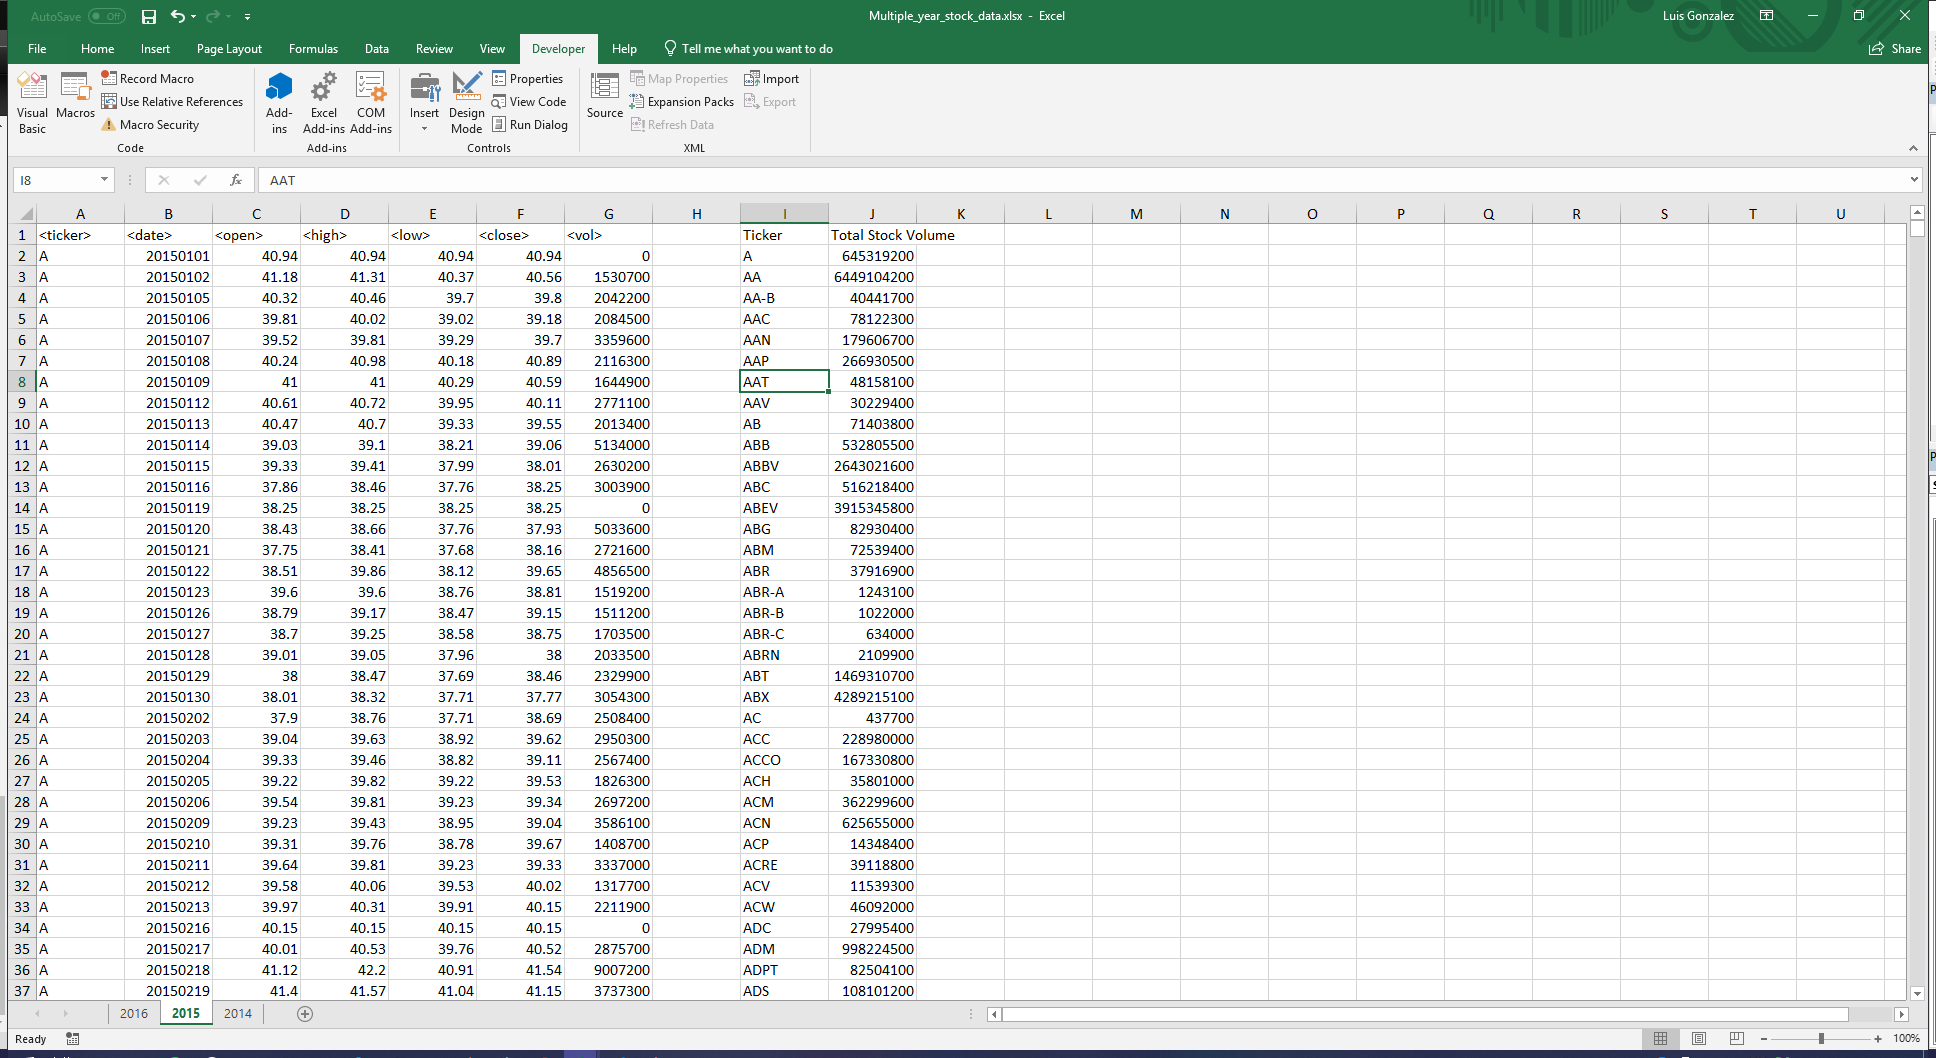 AutoSave Off Multiple_year_stock_data.xlsx - Excel Luis Gonzalez
File Home Insert Page Layout Formulas Data Review View Developer Help Tell me what you want to do Share
Visual Basic
Macros
Record Macro
Use Relative References
Macro Security
Code
Add-ins
Excel Add-ins
COM Add-ins
Add-ins
Insert
Design Mode
Properties
View Code
Run Dialog
Controls
Source
Map Properties
Expansion Packs
Refresh Data
Import
Export
XML
I8 fx AAT
A B C D E F G H I J K L M N O P Q R S T U
1 <ticker> <date> <open> <high> <low> <close> <vol> Ticker Total Stock Volume
2 A 20150101 40.94 40.94 40.94 40.94 0 A 645319200
3 A 20150102 41.18 41.31 40.37 40.56 1530700 AA 6449104200
4 A 20150105 40.32 40.46 39.7 39.8 2042200 AA-B 40441700
5 A 20150106 39.81 40.02 39.02 39.18 2084500 AAC 78122300
6 A 20150107 39.52 39.81 39.29 39.7 3359600 AAN 179606700
7 A 20150108 40.24 40.98 40.18 40.89 2116300 AAP 266930500
8 A 20150109 41 41 40.29 40.59 1644900 AAT 48158100
9 A 20150112 40.61 40.72 39.95 40.11 2771100 AAV 30229400
10 A 20150113 40.47 40.7 39.33 39.55 2013400 AB 71403800
11 A 20150114 39.03 39.1 38.21 39.06 5134000 ABB 532805500
12 A 20150115 39.33 39.41 37.99 38.01 2630200 ABBV 2643021600
13 A 20150116 37.86 38.46 37.76 38.25 3003900 ABC 516218400
14 A 20150119 38.25 38.25 38.25 38.25 0 ABEV 3915345800
15 A 20150120 38.43 38.66 37.76 37.93 5033600 ABG 82930400
16 A 20150121 37.75 38.41 37.68 38.16 2721600 ABM 72539400
17 A 20150122 38.51 39.86 38.12 39.65 4856500 ABR 37916900
18 A 20150123 39.6 39.6 38.76 38.81 1519200 ABR-A 1243100
19 A 20150126 38.79 39.17 38.47 39.15 1511200 ABR-B 1022000
20 A 20150127 38.7 39.25 38.58 38.75 1703500 ABR-C 634000
21 A 20150128 39.01 39.05 37.96 38 2033500 ABRN 2109900
22 A 20150129 38 38.47 37.69 38.46 2329900 ABT 1469310700
23 A 20150130 38.01 38.32 37.71 37.77 3054300 ABX 4289215100
24 A 20150202 37.9 38.76 37.71 38.69 2508400 AC 437700
25 A 20150203 39.04 39.63 38.92 39.62 2950300 ACC 228980000
26 A 20150204 39.33 39.46 38.82 39.11 2567400 ACCO 167330800
27 A 20150205 39.22 39.82 39.22 39.53 1826300 ACH 35801000
28 A 20150206 39.54 39.81 39.23 39.34 2697200 ACM 362299600
29 A 20150209 39.23 39.43 38.95 39.04 3586100 ACN 625655000
30 A 20150210 39.31 39.76 38.78 39.67 1408700 ACP 14348400
31 A 20150211 39.64 39.81 39.23 39.33 3337000 ACRE 39118800
32 A 20150212 39.58 40.06 39.53 40.02 1317700 ACV 11539300
33 A 20150213 39.97 40.31 39.91 40.15 2211900 ACW 46092000
34 A 20150216 40.15 40.15 40.15 40.15 0 ADC 27995400
35 A 20150217 40.01 40.53 39.76 40.52 2875700 ADM 998224500
36 A 20150218 41.12 42.2 40.91 41.54 9007200 ADPT 82504100
37 A 20150219 41.4 41.57 41.04 41.15 3737300 ADS 108101200
2016 2015 2014
Ready 100%